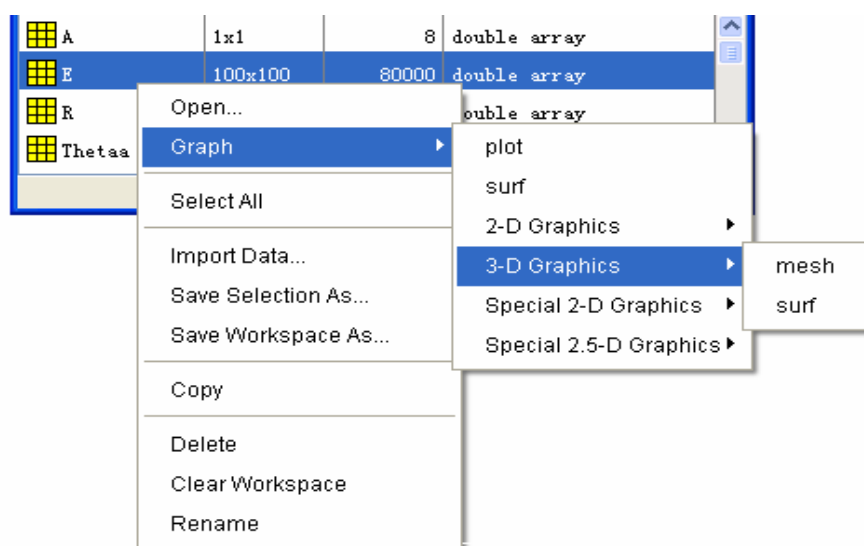 A 1x1 8 double array
E 100x100 80000 double array
R ouble array
Thetaa
Open...
Graph
Select All
Import Data...
Save Selection As...
Save Workspace As...
Copy
Delete
Clear Workspace
Rename
plot
surf
2-D Graphics
3-D Graphics
Special 2-D Graphics
Special 2.5-D Graphics
mesh
surf